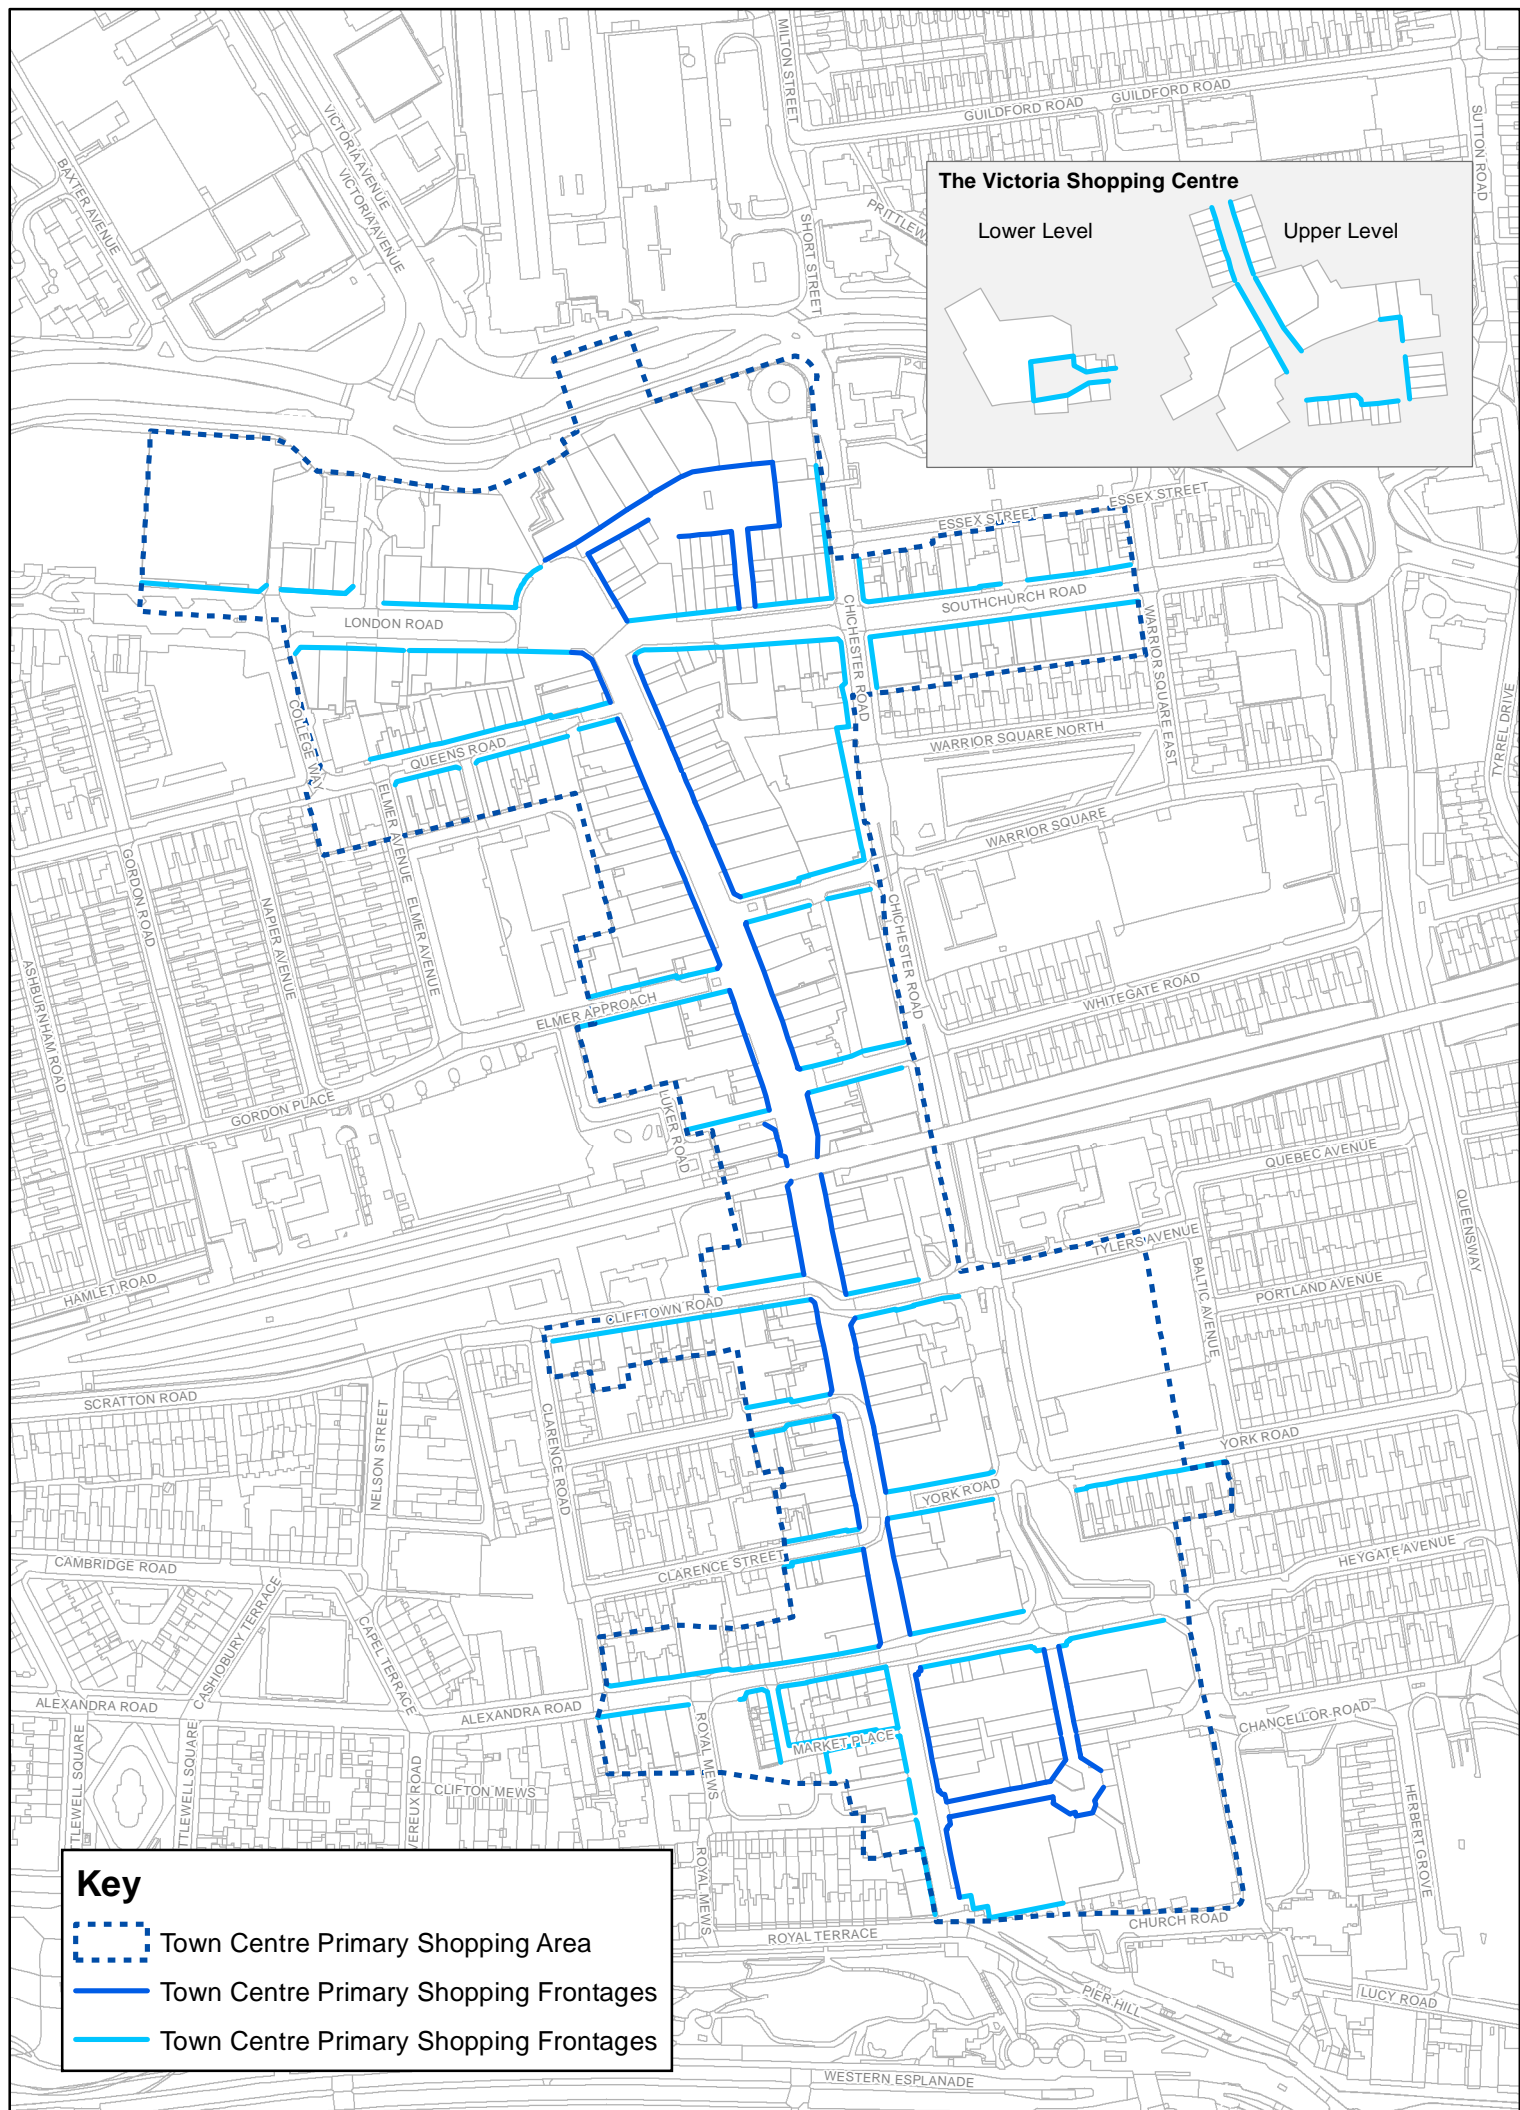 MILTON STREET
GUILDFORD ROAD
GUILDFORD ROAD
SUTTON ROAD
VICTORIA AVENUE
VICTORIA AVENUE
BAXTER AVENUE
PRITTLEW
SHORT STREET
The Victoria Shopping Centre
Lower Level
Upper Level
ESSEX STREET
ESSEX STREET
SOUTHCHURCH ROAD
LONDON ROAD
CHICHESTER ROAD
WARRIOR SQUARE EAST
COLLEGE WAY
QUEENS ROAD
WARRIOR SQUARE NORTH
TYRREL DRIVE
ELMER AVENUE
ELMER AVENUE
WARRIOR SQUARE
GORDON ROAD
NAPIER AVENUE
ASHBURNHAM ROAD
CHICHESTER ROAD
WHITEGATE ROAD
ELMER APPROACH
GORDON PLACE
LUKER ROAD
QUEBEC AVENUE
QUEENSWAY
TYLERS AVENUE
BALTIC AVENUE
PORTLAND AVENUE
HAMLET ROAD
CLIFFTOWN ROAD
SCRATTON ROAD
NELSON STREET
CLARENCE ROAD
YORK ROAD
YORK ROAD
CLARENCE STREET
HEYGATE AVENUE
CAMBRIDGE ROAD
CASHIOBURY TERRACE
CAPEL TERRACE
ALEXANDRA ROAD
ALEXANDRA ROAD
ROYAL MEWS
MARKET PLACE
CHANCELLOR ROAD
TTLEWELL SQUARE
TTLEWELL SQUARE
VEREUX ROAD
CLIFTON MEWS
HERBERT GROVE
ROYAL MEWS
ROYAL TERRACE
CHURCH ROAD
PIER HILL
LUCY ROAD
WESTERN ESPLANADE
Key
Town Centre Primary Shopping Area
Town Centre Primary Shopping Frontages
Town Centre Primary Shopping Frontages